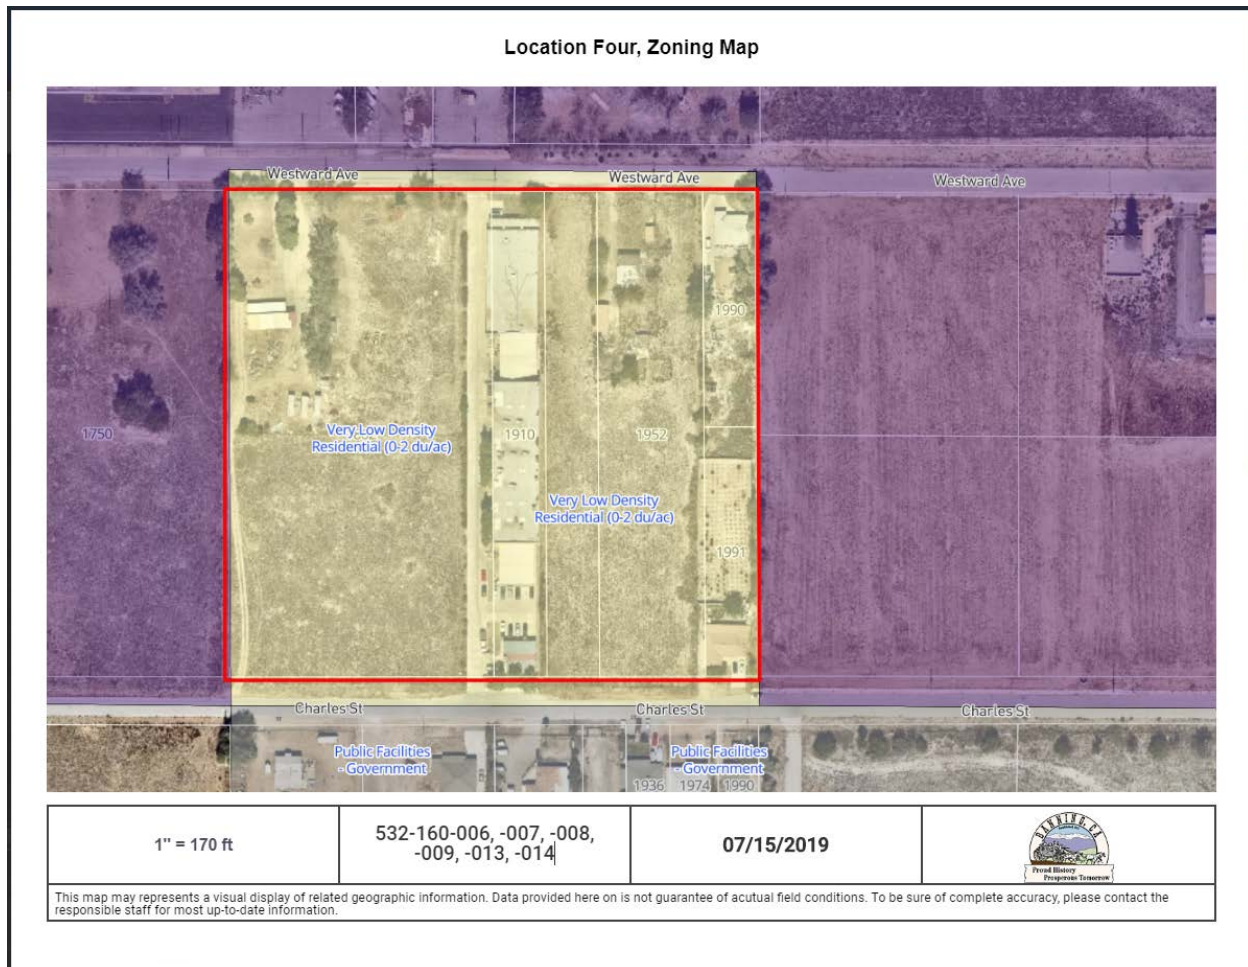 Location Four, Zoning Map
Westward Ave
Westward Ave
Westward Ave
1990
1750
Very Low Density
Residential (0-2 du/ac)
1910
1952
Very Low Density
Residential (0-2 du/ac)
1991
Charles St
Charles St
Charles St
Public Facilities
- Government
Public Facilities
- Government
1936
1974
1990
1" = 170 ft
532-160-006, -007, -008,
-009, -013, -014
07/15/2019
BANNING, CA
Proud History
Prosperous Tomorrow
This map may represents a visual display of related geographic information. Data provided here on is not guarantee of acutual field conditions. To be sure of complete accuracy, please contact the
responsible staff for most up-to-date information.